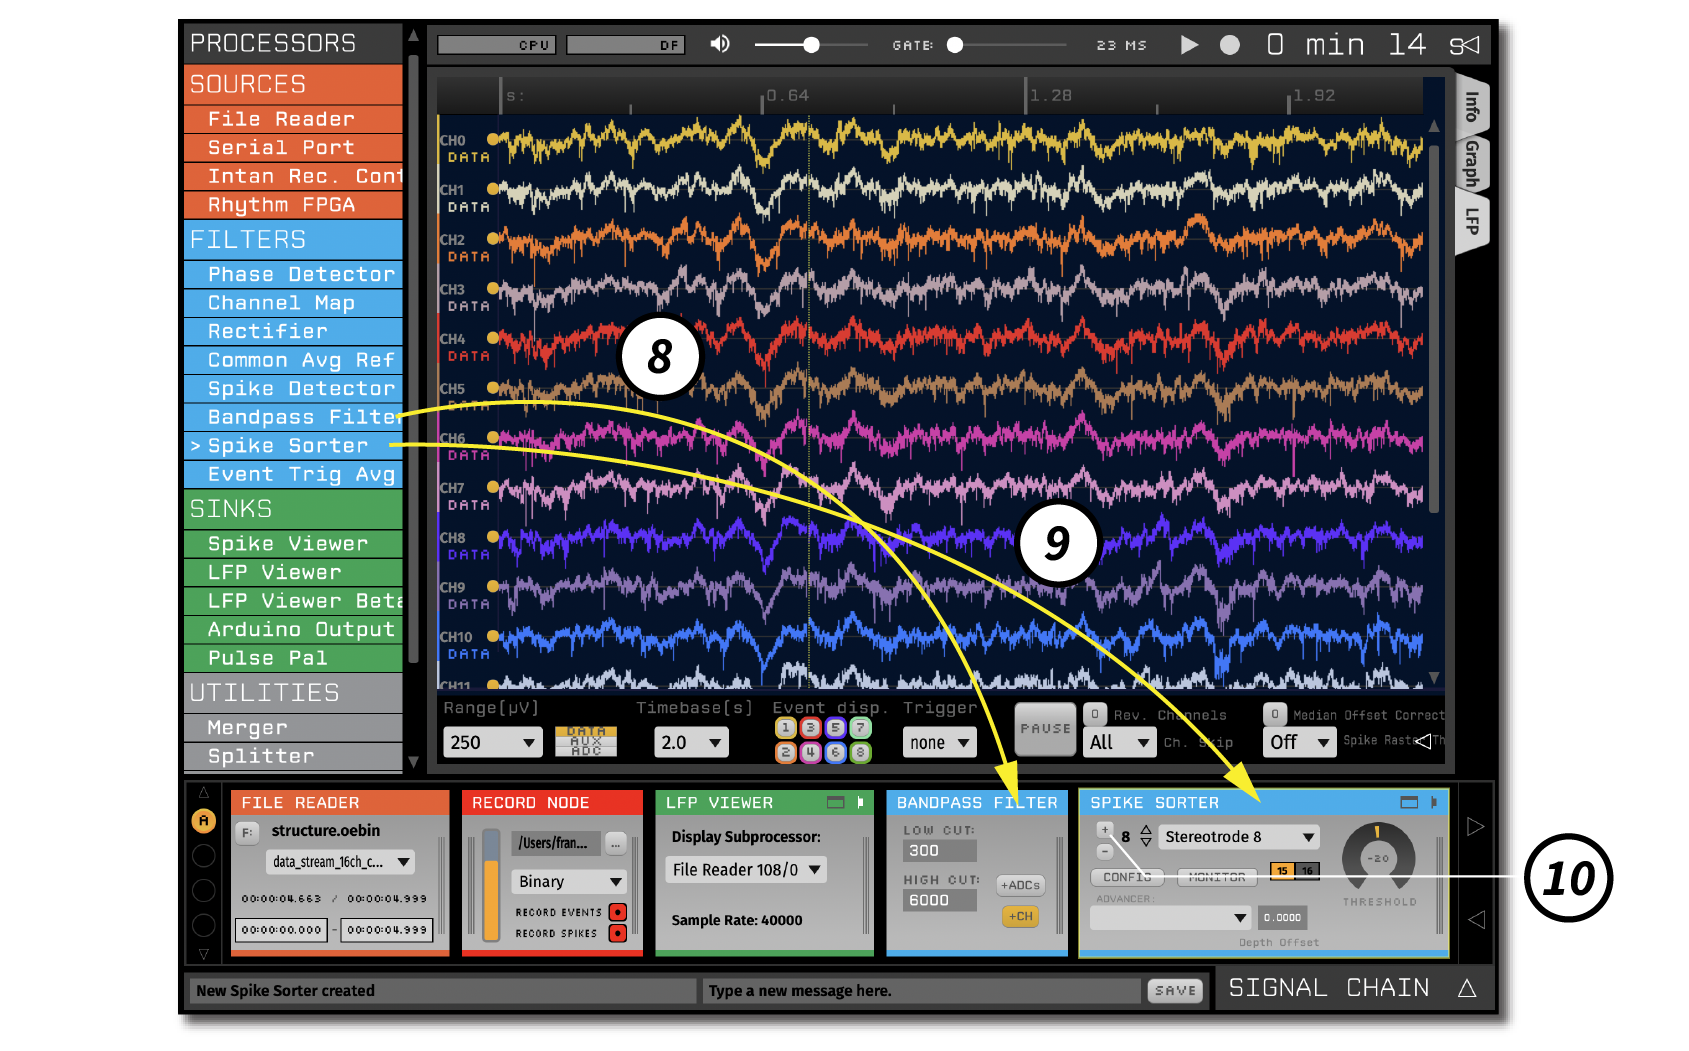 PROCESSORS
SOURCES
File Reader
Serial Port
Intan Rec. Cont
Rhythm FPGA
FILTERS
Phase Detector
Channel Map
Rectifier
Common Avg Ref
Spike Detector
Bandpass Filter
> Spike Sorter
Event Trig Avg
SINKS
Spike Viewer
LFP Viewer
LFP Viewer Beta
Arduino Output
Pulse Pal
UTILITIES
Merger
Splitter
CPU
DF
GATE:
23 MS
0 min 14 s
Info
Graph
LFP
s:
0.64
1.28
1.92
CH0
DATA
CH1
DATA
CH2
DATA
CH3
DATA
CH4
DATA
CH5
DATA
CH6
DATA
CH7
DATA
CH8
DATA
CH9
DATA
CH10
DATA
CH11
8
9
10
Range[µV]
250
DATA
AUX
ADC
Timebase[s]
2.0
Event disp.
1 3 5 7
2 4 6 8
Trigger
none
PAUSE
0 Rev. Channels
All
Ch. Skip
0 Median Offset Correct
Off
Spike Raster Th
A
FILE READER
F:
structure.oebin
data_stream_16ch_c...
00:00:04.663 / 00:00:04.999
00:00:00.000 - 00:00:04.999
RECORD NODE
/Users/fran...
...
Binary
RECORD EVENTS
RECORD SPIKES
LFP VIEWER
Display Subprocessor:
File Reader 108/0
Sample Rate: 40000
BANDPASS FILTER
LOW CUT:
300
HIGH CUT:
6000
+ADCs
+CH
SPIKE SORTER
+
8
Stereotrode 8
-
CONFIG
MONITOR
15 16
-20
THRESHOLD
ADVANCER:
0.0000
Depth Offset
New Spike Sorter created
Type a new message here.
SAVE
SIGNAL CHAIN